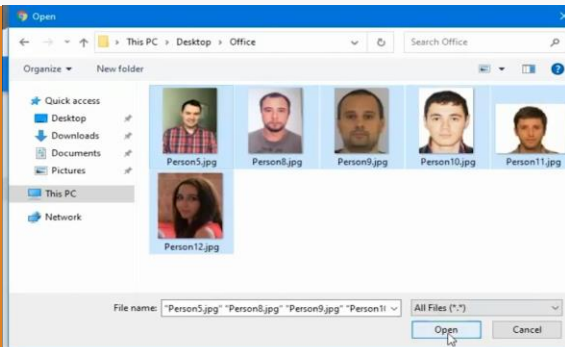 Open
This PC > Desktop > Office
Search Office
Organize
New folder
Quick access
Desktop
Downloads
Documents
Pictures
This PC
Network
Person5.jpg Person8.jpg Person9.jpg Person10.jpg Person11.jpg
Person12.jpg
File name: "Person5.jpg" "Person8.jpg" "Person9.jpg" "Person1(
All Files (*.*)
Open Cancel